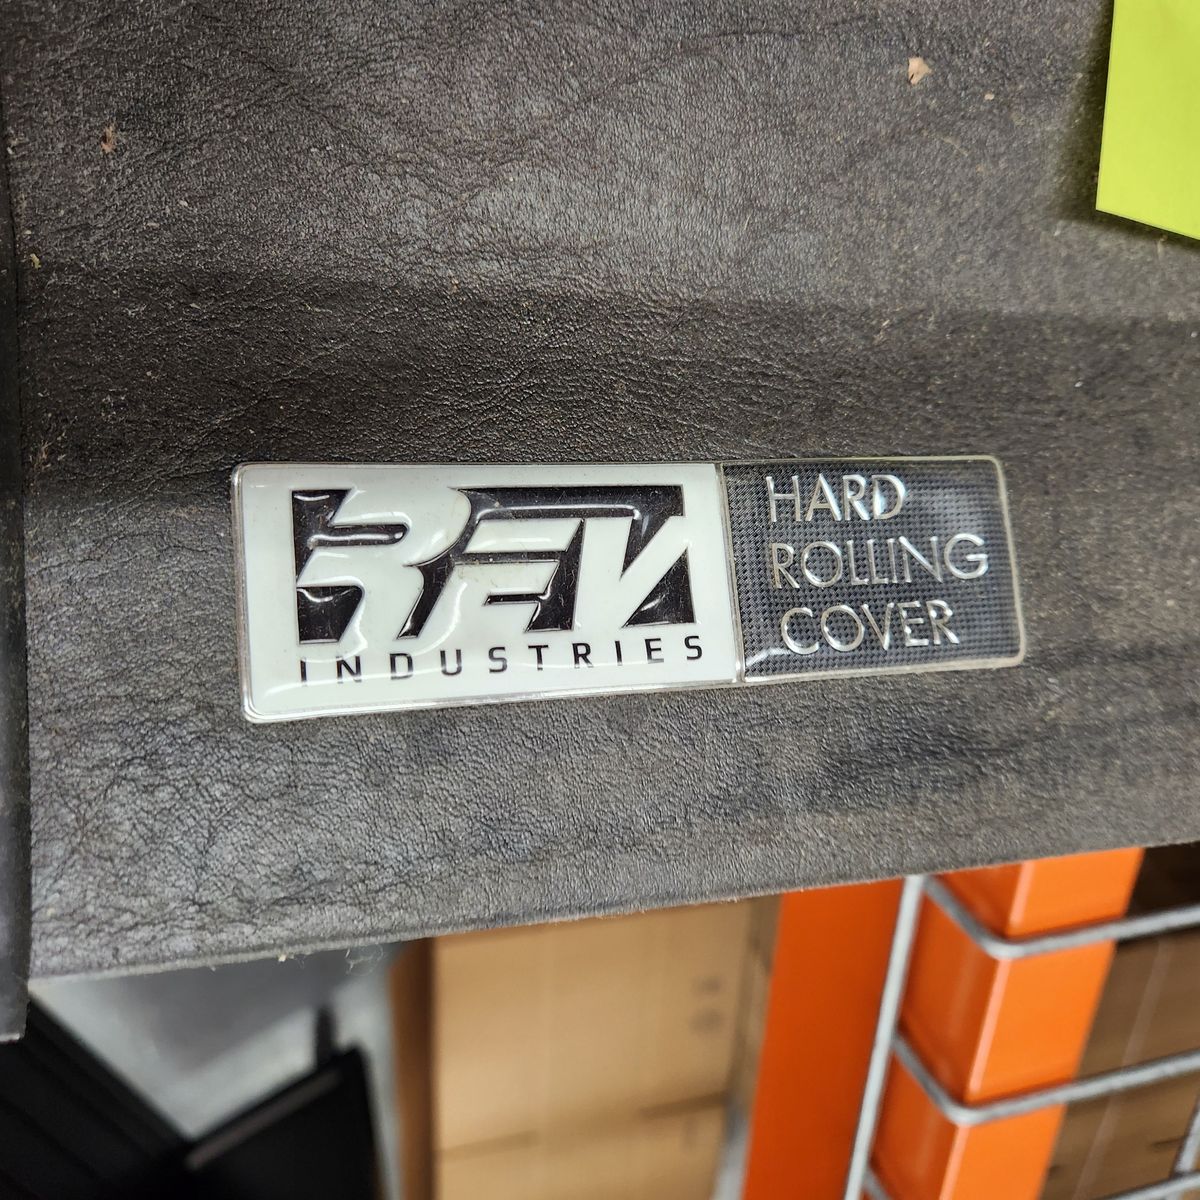 REV
INDUSTRIES
HARD
ROLLING
COVER